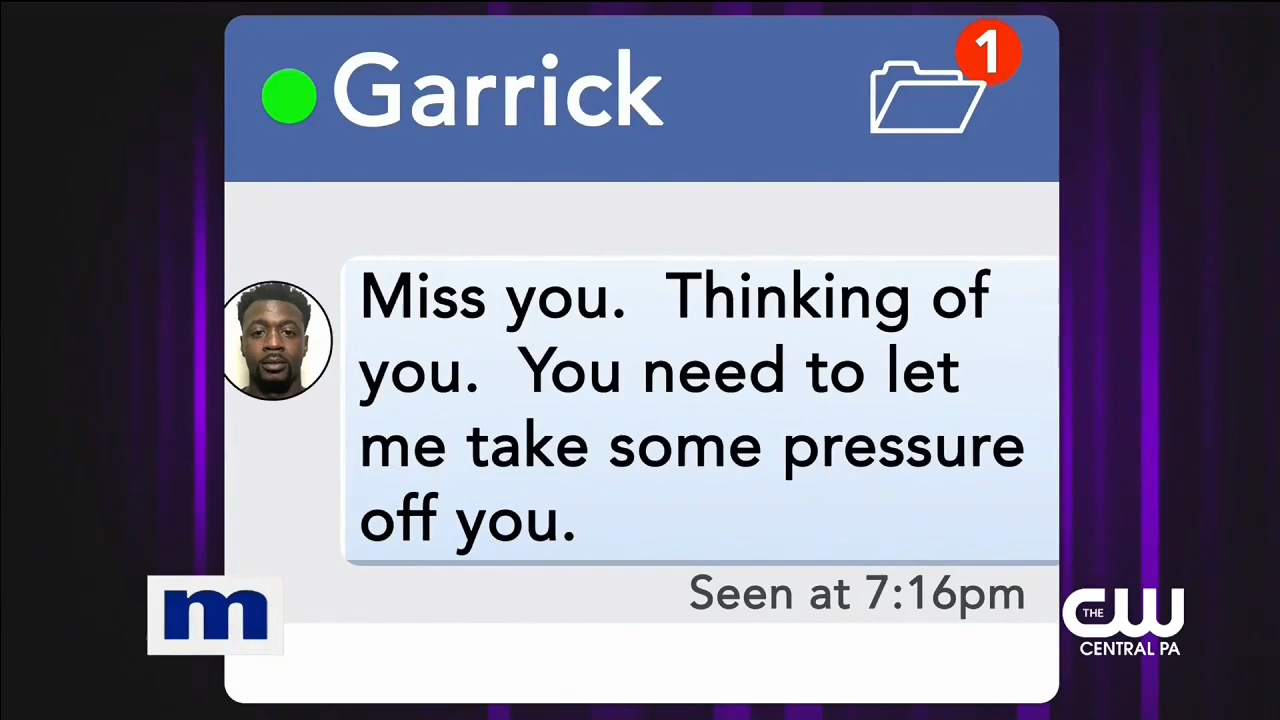 Garrick
1
Miss you. Thinking of
you. You need to let
me take some pressure
off you.
Seen at 7:16pm
m
THE CW
CENTRAL PA